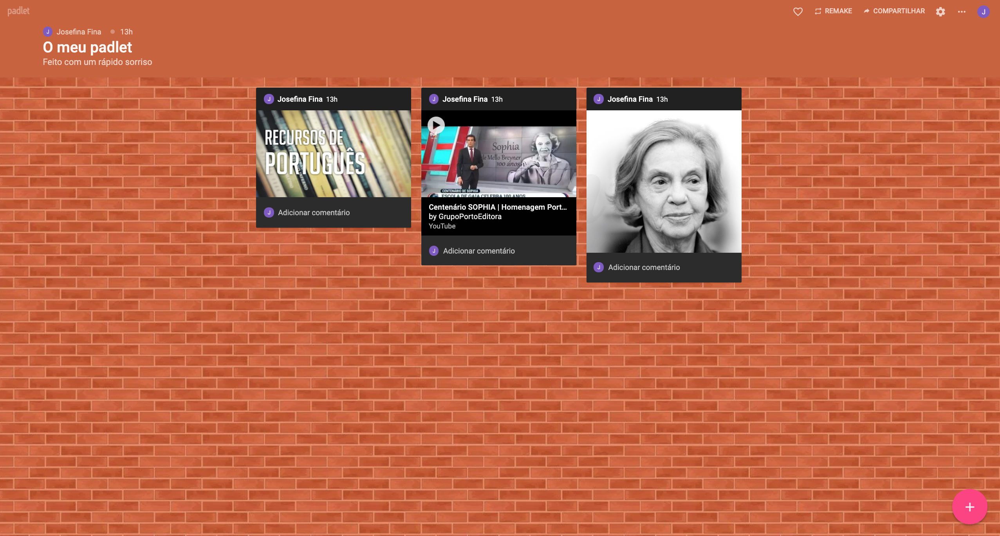 padlet
REMAKE
COMPARTILHAR
J
J Josefina Fina 13h
O meu padlet
Feito com um rápido sorriso
J Josefina Fina 13h
RECURSOS DE
PORTUGUÊS
J Adicionar comentário
J Josefina Fina 13h
Sophia
de Mello Breyner
100 anos
CENTENÁRIO DE SOPHIA
ESCOLA DE GAIA CELEBRA 100 ANOS
Centenário SOPHIA | Homenagem Port...
by GrupoPortoEditora
YouTube
J Adicionar comentário
J Josefina Fina 13h
J Adicionar comentário